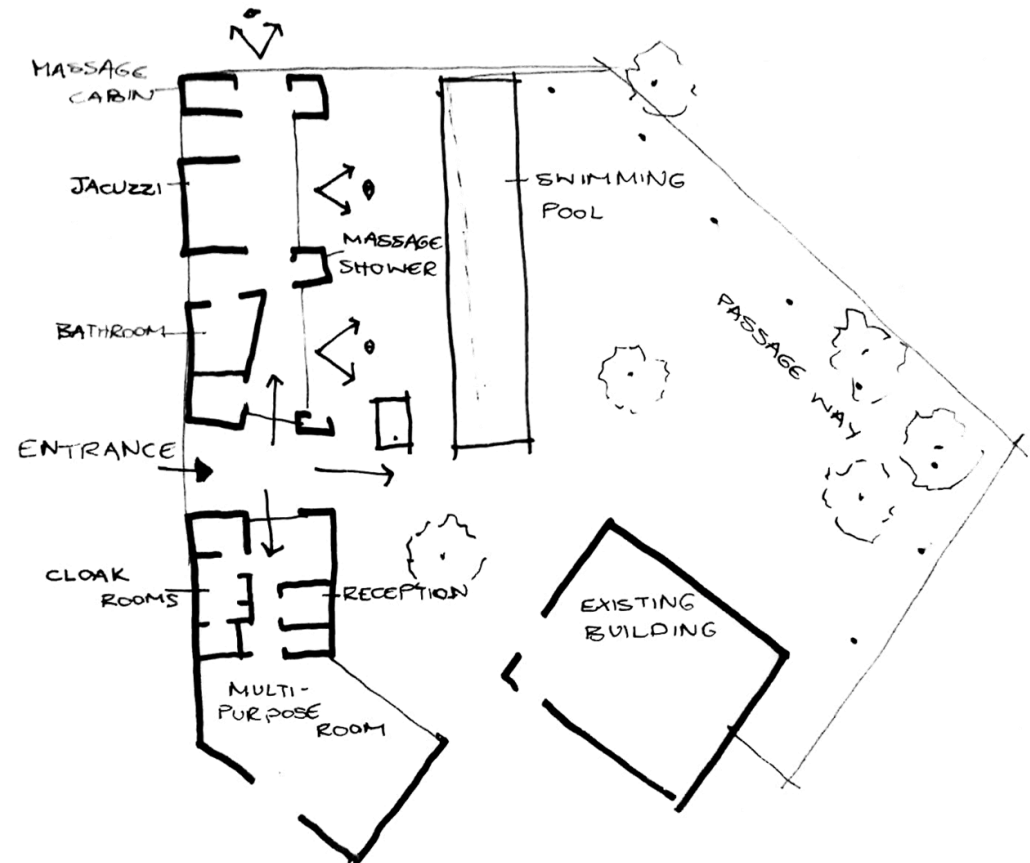 MASSAGE
CABIN
JACUZZI
SWIMMING
POOL
MASSAGE
SHOWER
BATHROOM
PASSAGE WAY
ENTRANCE
CLOAK
ROOMS
RECEPTION
EXISTING
BUILDING
MULTI-
PURPOSE
ROOM